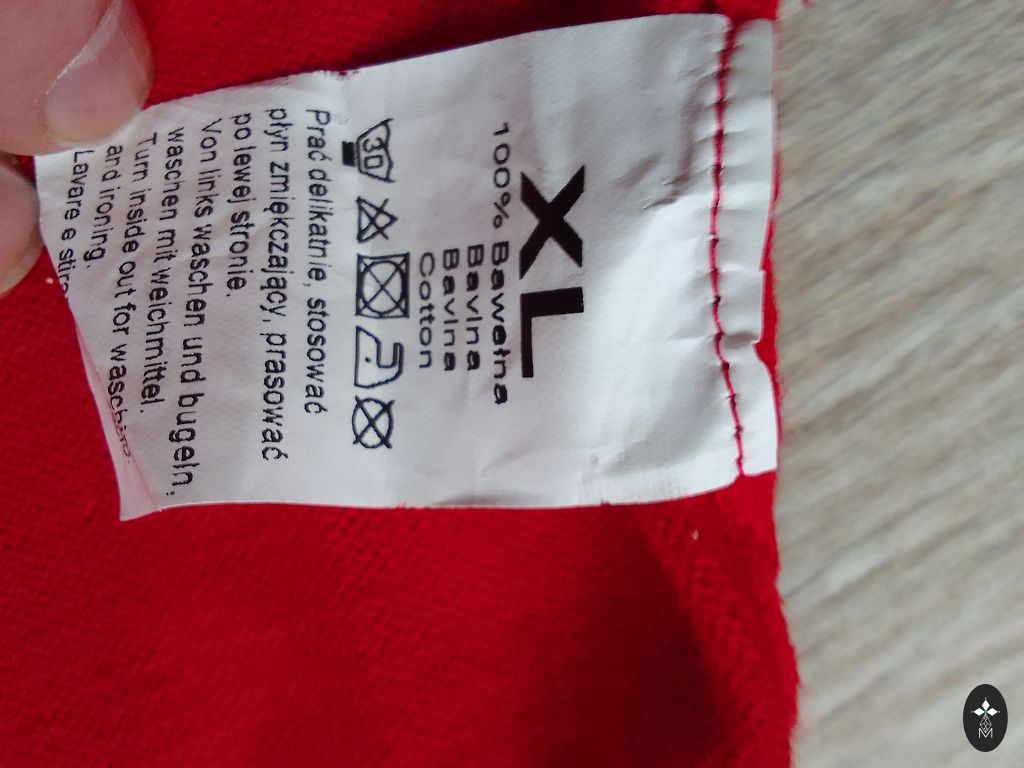 XL
100% Bawełna
Bavlna
Bavlna
Cotton
30
Prać delikatnie, stosować
płyn zmiękczający, prasować
po lewej stronie.
Von links waschen und bugeln,
waschen mit weichmittel.
Turn inside out for washing
and ironing.
Lavare e
M